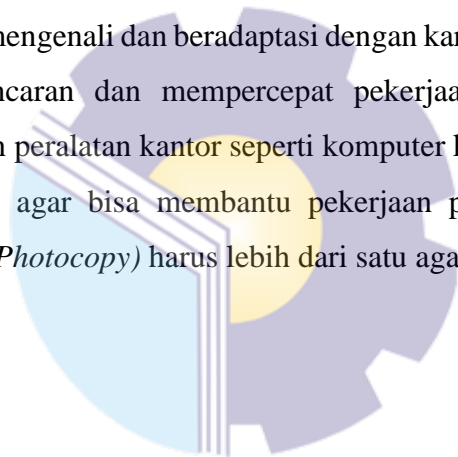 mengenali dan beradaptasi dengan
ncaran dan mempercepat pekerjaa
peralatan kantor seperti komputer
agar bisa membantu pekerjaan p
Photocopy) harus lebih dari satu aga